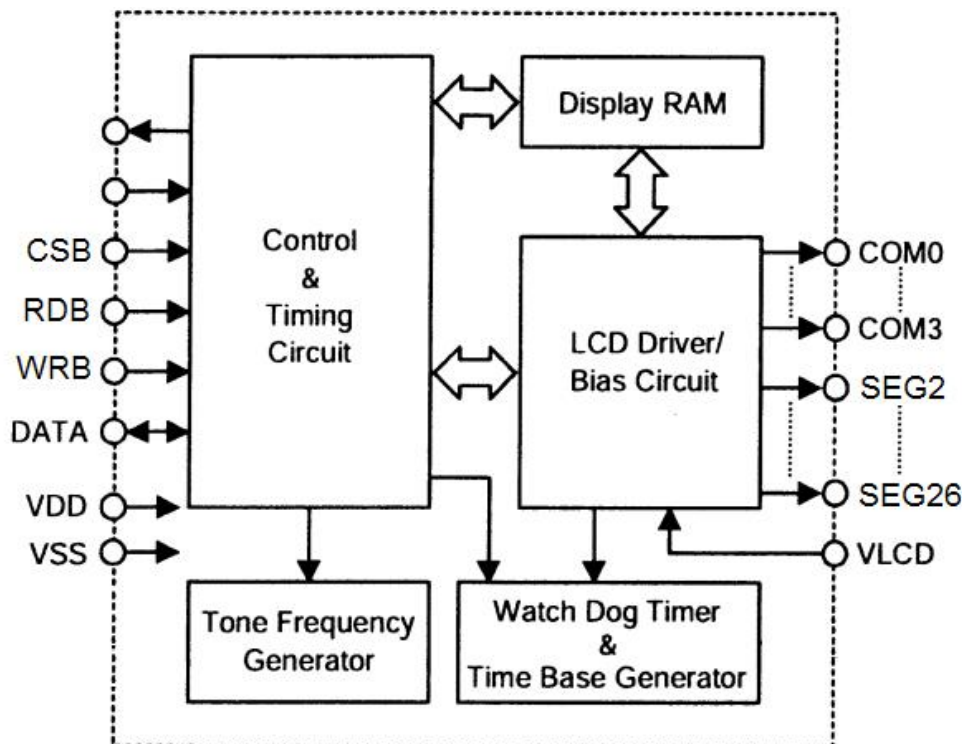 Display RAM
Control
&
Timing
Circuit
CSB
RDB
WRB
DATA
VDD
VSS
LCD Driver/
Bias Circuit
COM0
COM3
SEG2
SEG26
VLCD
Tone Frequency
Generator
Watch Dog Timer
&
Time Base Generator